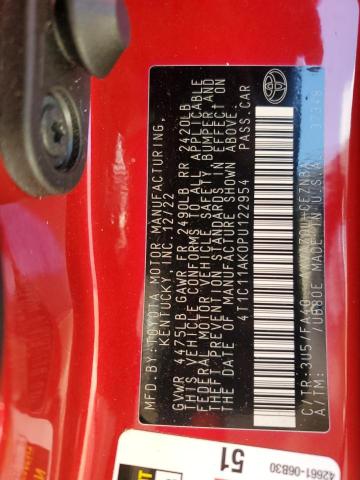 MFD.BY:TOYOTA MOTOR MANUFACTURING,
KENTUCKY, INC. 12/22
GVWR 4475LB GAWR FR 2490LB RR 2420LB
THIS VEHICLE CONFORMS TO ALL APPLICABLE
FEDERAL MOTOR VEHICLE SAFETY, BUMPER, AND
THEFT PREVENTION STANDARDS IN EFFECT ON
THE DATE OF MANUFACTURE SHOWN ABOVE.
4T1C11AK0PU122954 PASS.CAR
C/TR:3U5/FA40
A/TM: /UB80E MADE IN U.S.A.
51
42661-06B30